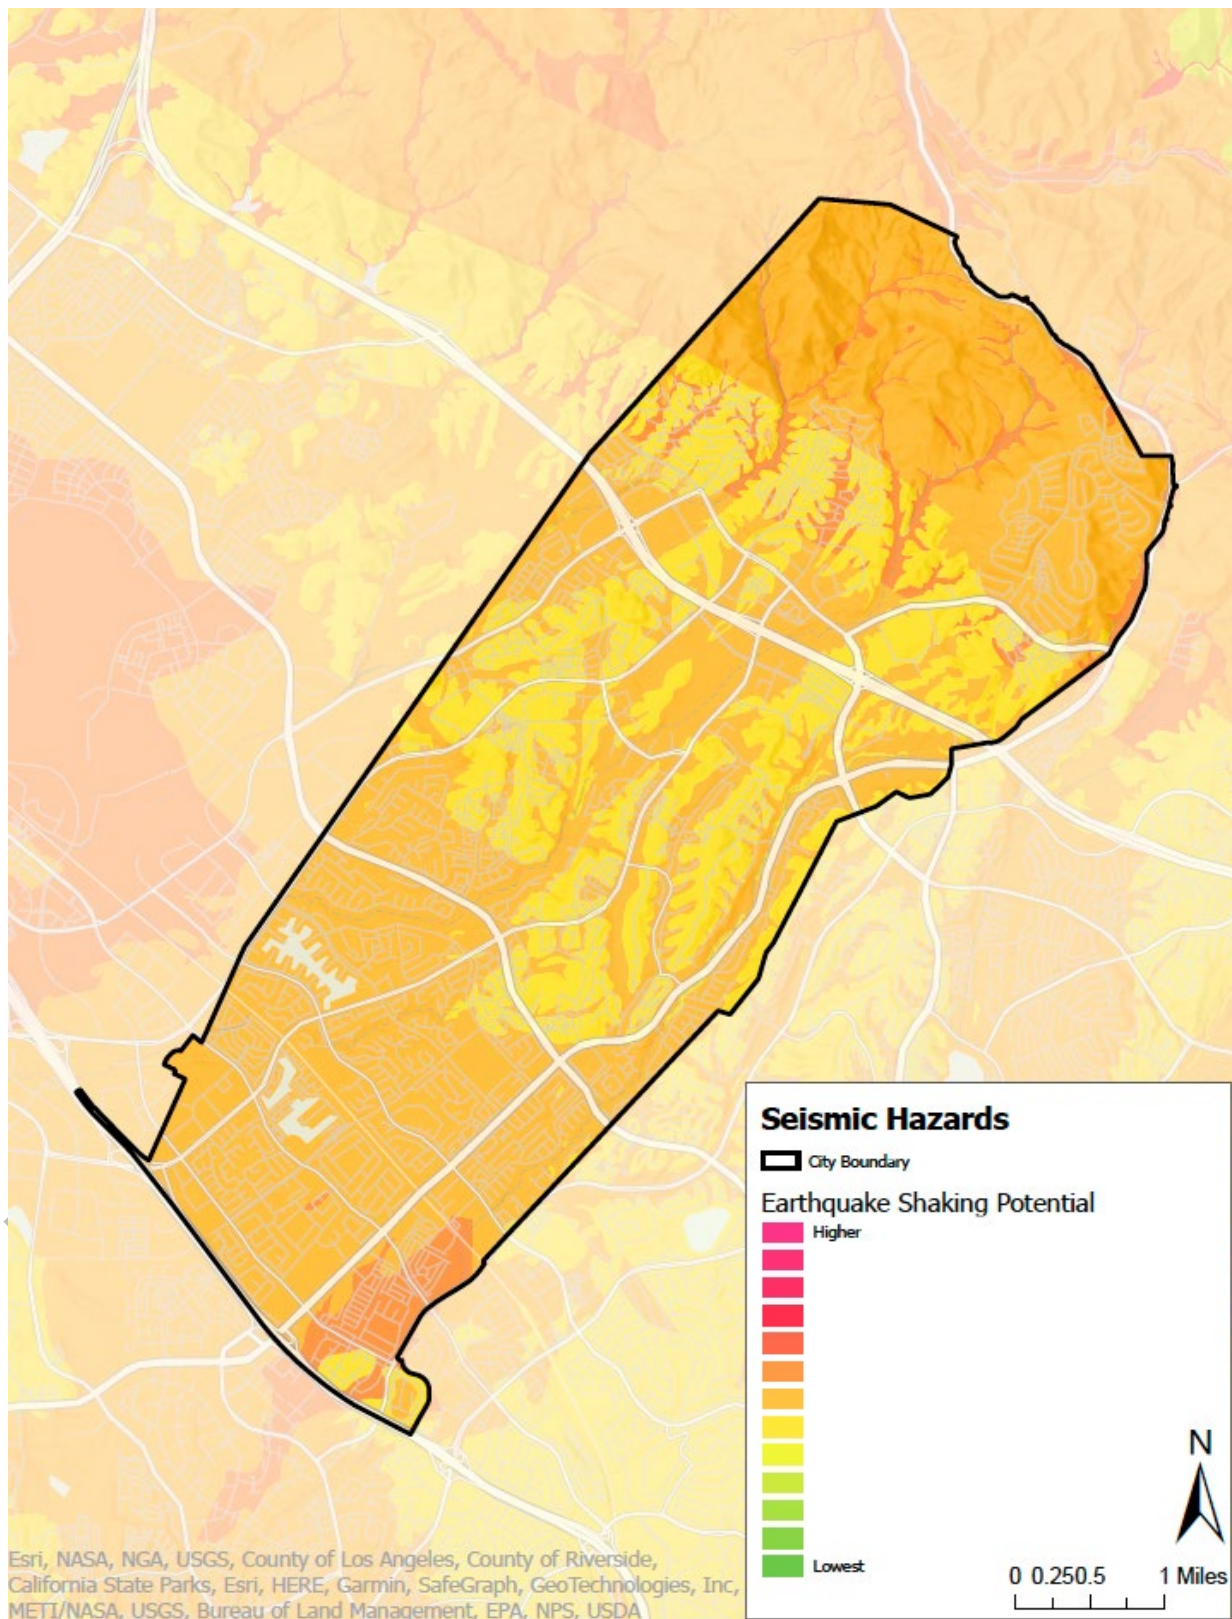 Seismic Hazards
City Boundary
Earthquake Shaking Potential
Higher
Lowest
N
0 0.250.5 1 Miles
Esri, NASA, NGA, USGS, County of Los Angeles, County of Riverside,
California State Parks, Esri, HERE, Garmin, SafeGraph, GeoTechnologies, Inc,
METI/NASA, USGS, Bureau of Land Management, EPA, NPS, USDA